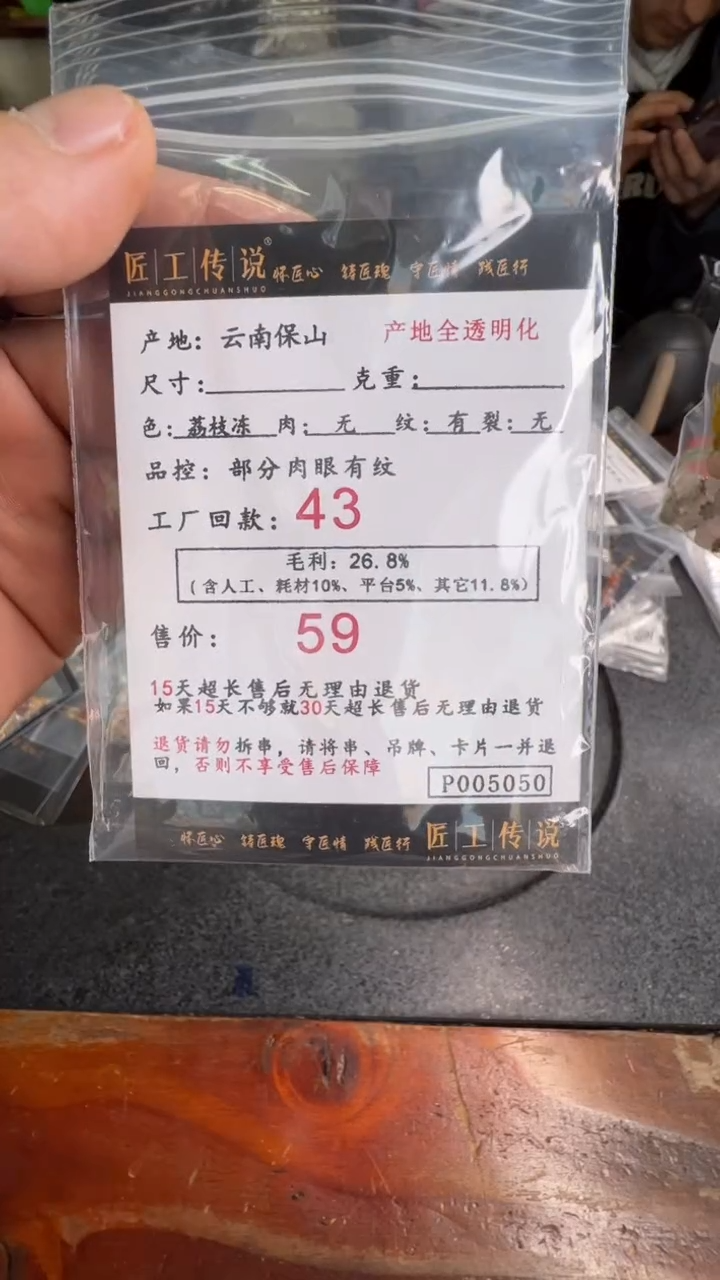 匠工传说® 怀匠心 铸匠魂 守匠情 践匠行
JIANGGONGCHUANSHUO
产地：云南保山 产地全透明化
尺寸：　　　克重：
色：荔枝冻 肉：无 纹：有 裂：无
品控：部分肉眼有纹
工厂回款：43
毛利：26.8%
（含人工、耗材10%、平台5%、其它11.8%）
售价：59
15天超长售后无理由退货
如果15天不够就30天超长售后无理由退货
退货请勿拆串，请将串、吊牌、卡片一并退
回，否则不享受售后保障
P005050
怀匠心 铸匠魂 守匠情 践匠行 匠工传说
JIANGGONGCHUANSHUO